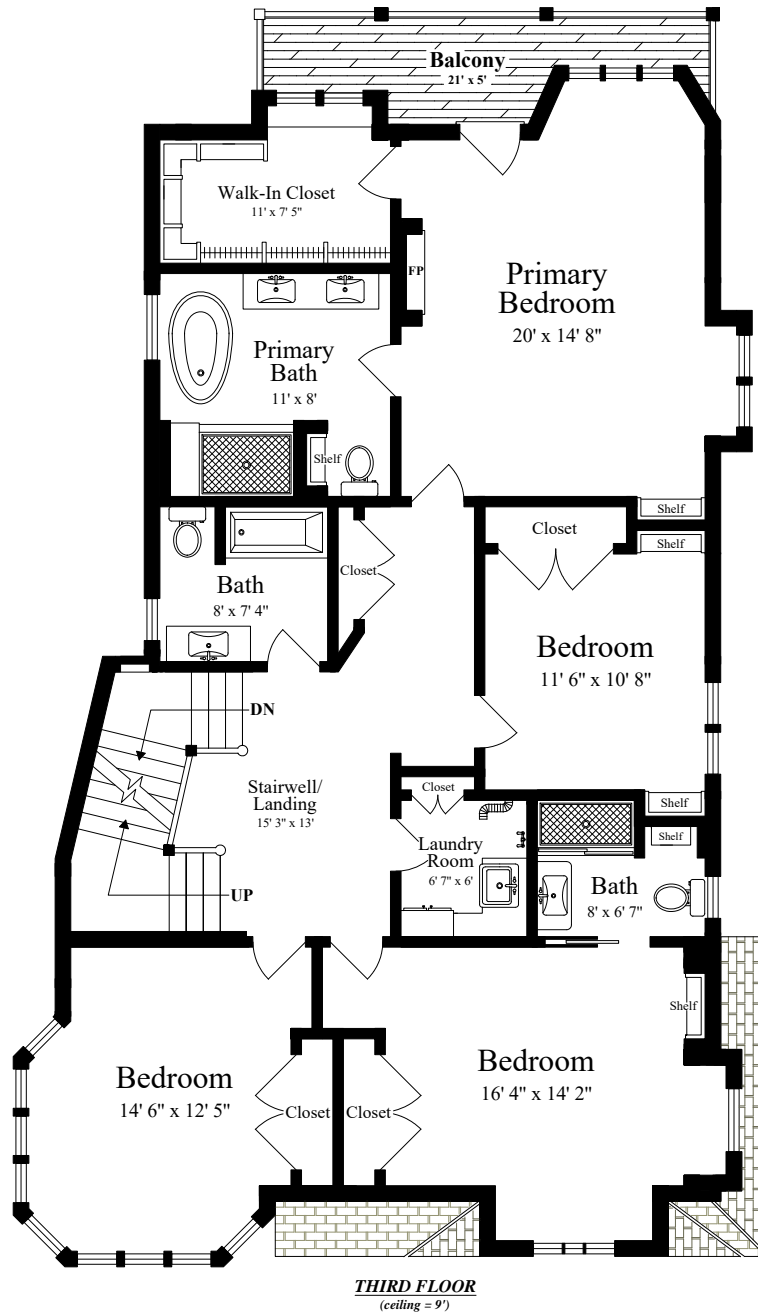 Balcony
21' x 5'
Walk-In Closet
11' x 7' 5"
FP
Primary
Bedroom
20' x 14' 8"
Primary
Bath
11' x 8'
Shelf
Shelf
Closet
Shelf
Closet
Bath
8' x 7' 4"
Bedroom
11' 6" x 10' 8"
DN
Stairwell/
Landing
15' 3" x 13'
UP
Closet
Laundry
Room
6' 7" x 6'
Shelf
Shelf
Bath
8' x 6' 7"
Shelf
Bedroom
14' 6" x 12' 5"
Closet
Closet
Bedroom
16' 4" x 14' 2"
THIRD FLOOR
(ceiling = 9')